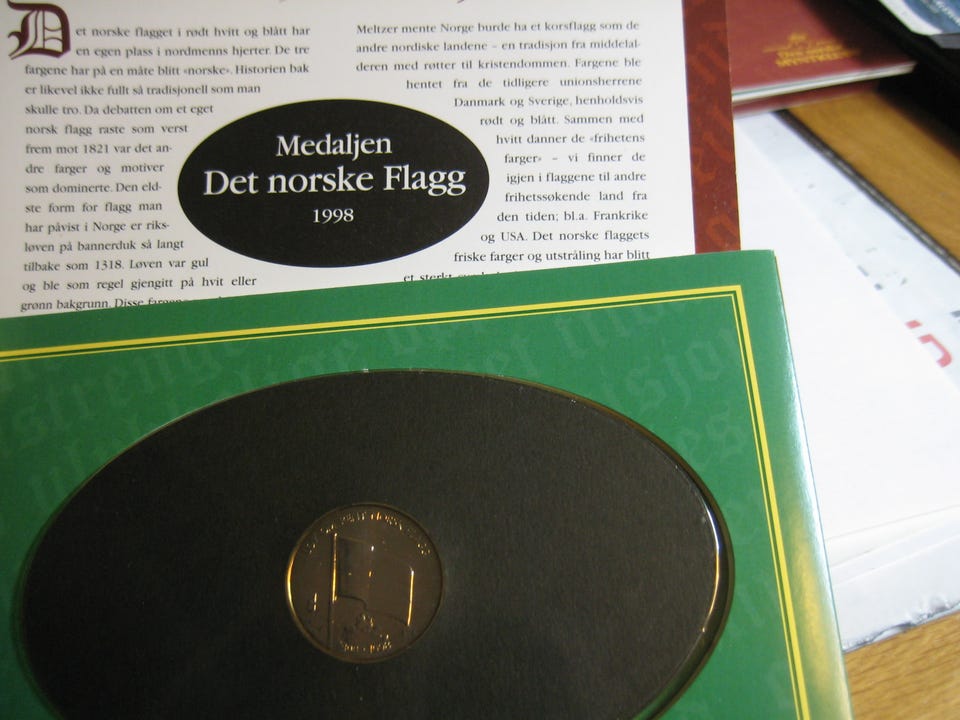 Det norske flagget i rødt hvitt og blått har
en egen plass i nordmenns hjerter. De tre
fargene har på en måte blitt «norske». Historien bak
er likevel ikke fullt så tradisjonell som man
skulle tro. Da debatten om et eget
norsk flagg raste som verst
frem mot 1821 var det an-
dre farger og motiver
som dominerte. Den eld-
ste form for flagg man
har påvist i Norge er riks-
løven på bannerduk så langt
tilbake som 1318. Løven var gul
og ble som regel gjengitt på hvit eller
grønn bakgrunn. Disse
Medaljen
Det norske Flagg
1998
Meltzer mente Norge burde ha et korsflagg som de
andre nordiske landene – en tradisjon fra middelal-
deren med røtter til kristendommen. Fargene ble
hentet fra de tidligere unionsherrene
Danmark og Sverige, henholdsvis
rødt og blått. Sammen med
hvitt danner de «frihetens
farger» – vi finner de
igjen i flaggene til andre
frihetssøkende land fra
den tiden; bl.a. Frankrike
og USA. Det norske flaggets
friske farger og utstråling har blitt
et sterkt